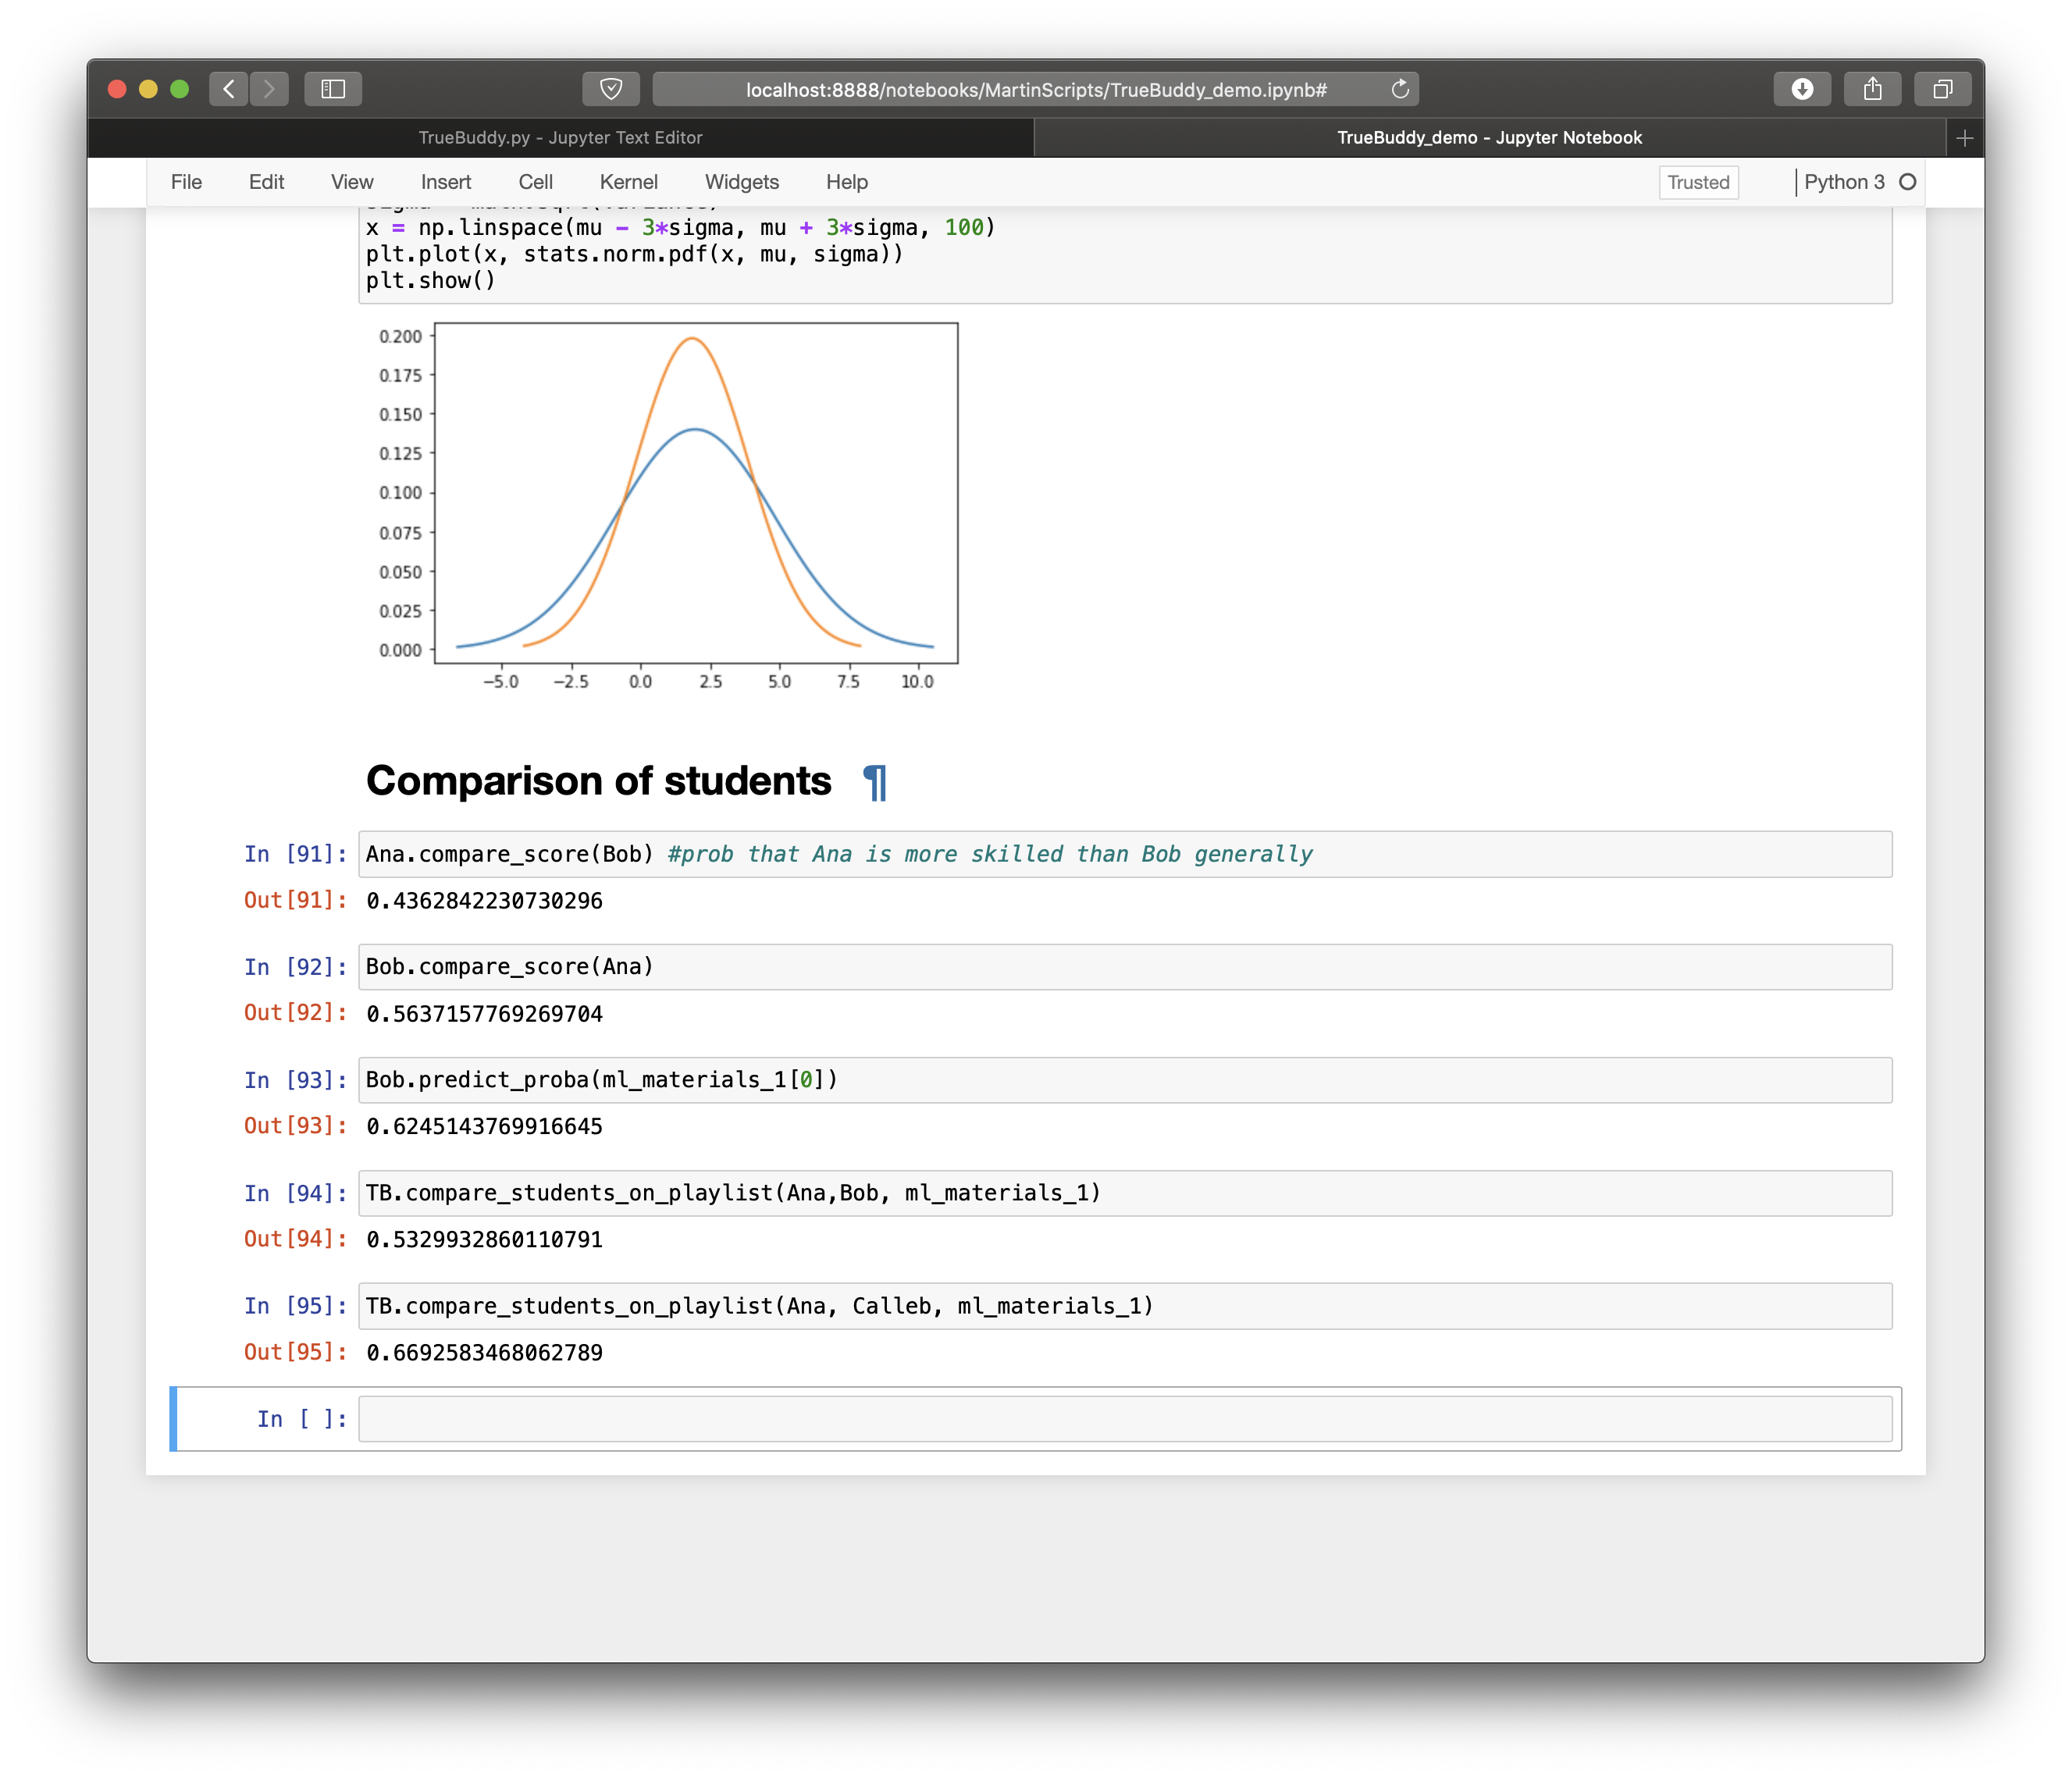 localhost:8888/notebooks/MartinScripts/TrueBuddy_demo.ipynb#
TrueBuddy.py - Jupyter Text Editor
TrueBuddy_demo - Jupyter Notebook
File Edit View Insert Cell Kernel Widgets Help Trusted Python 3
x = np.linspace(mu - 3*sigma, mu + 3*sigma, 100)
plt.plot(x, stats.norm.pdf(x, mu, sigma))
plt.show()
0.200
0.175
0.150
0.125
0.100
0.075
0.050
0.025
0.000
−5.0 −2.5 0.0 2.5 5.0 7.5 10.0
Comparison of students ¶
In [91]: Ana.compare_score(Bob) #prob that Ana is more skilled than Bob generally
Out[91]: 0.4362842230730296
In [92]: Bob.compare_score(Ana)
Out[92]: 0.5637157769269704
In [93]: Bob.predict_proba(ml_materials_1[0])
Out[93]: 0.6245143769916645
In [94]: TB.compare_students_on_playlist(Ana,Bob, ml_materials_1)
Out[94]: 0.5329932860110791
In [95]: TB.compare_students_on_playlist(Ana, Calleb, ml_materials_1)
Out[95]: 0.6692583468062789
In [ ]: